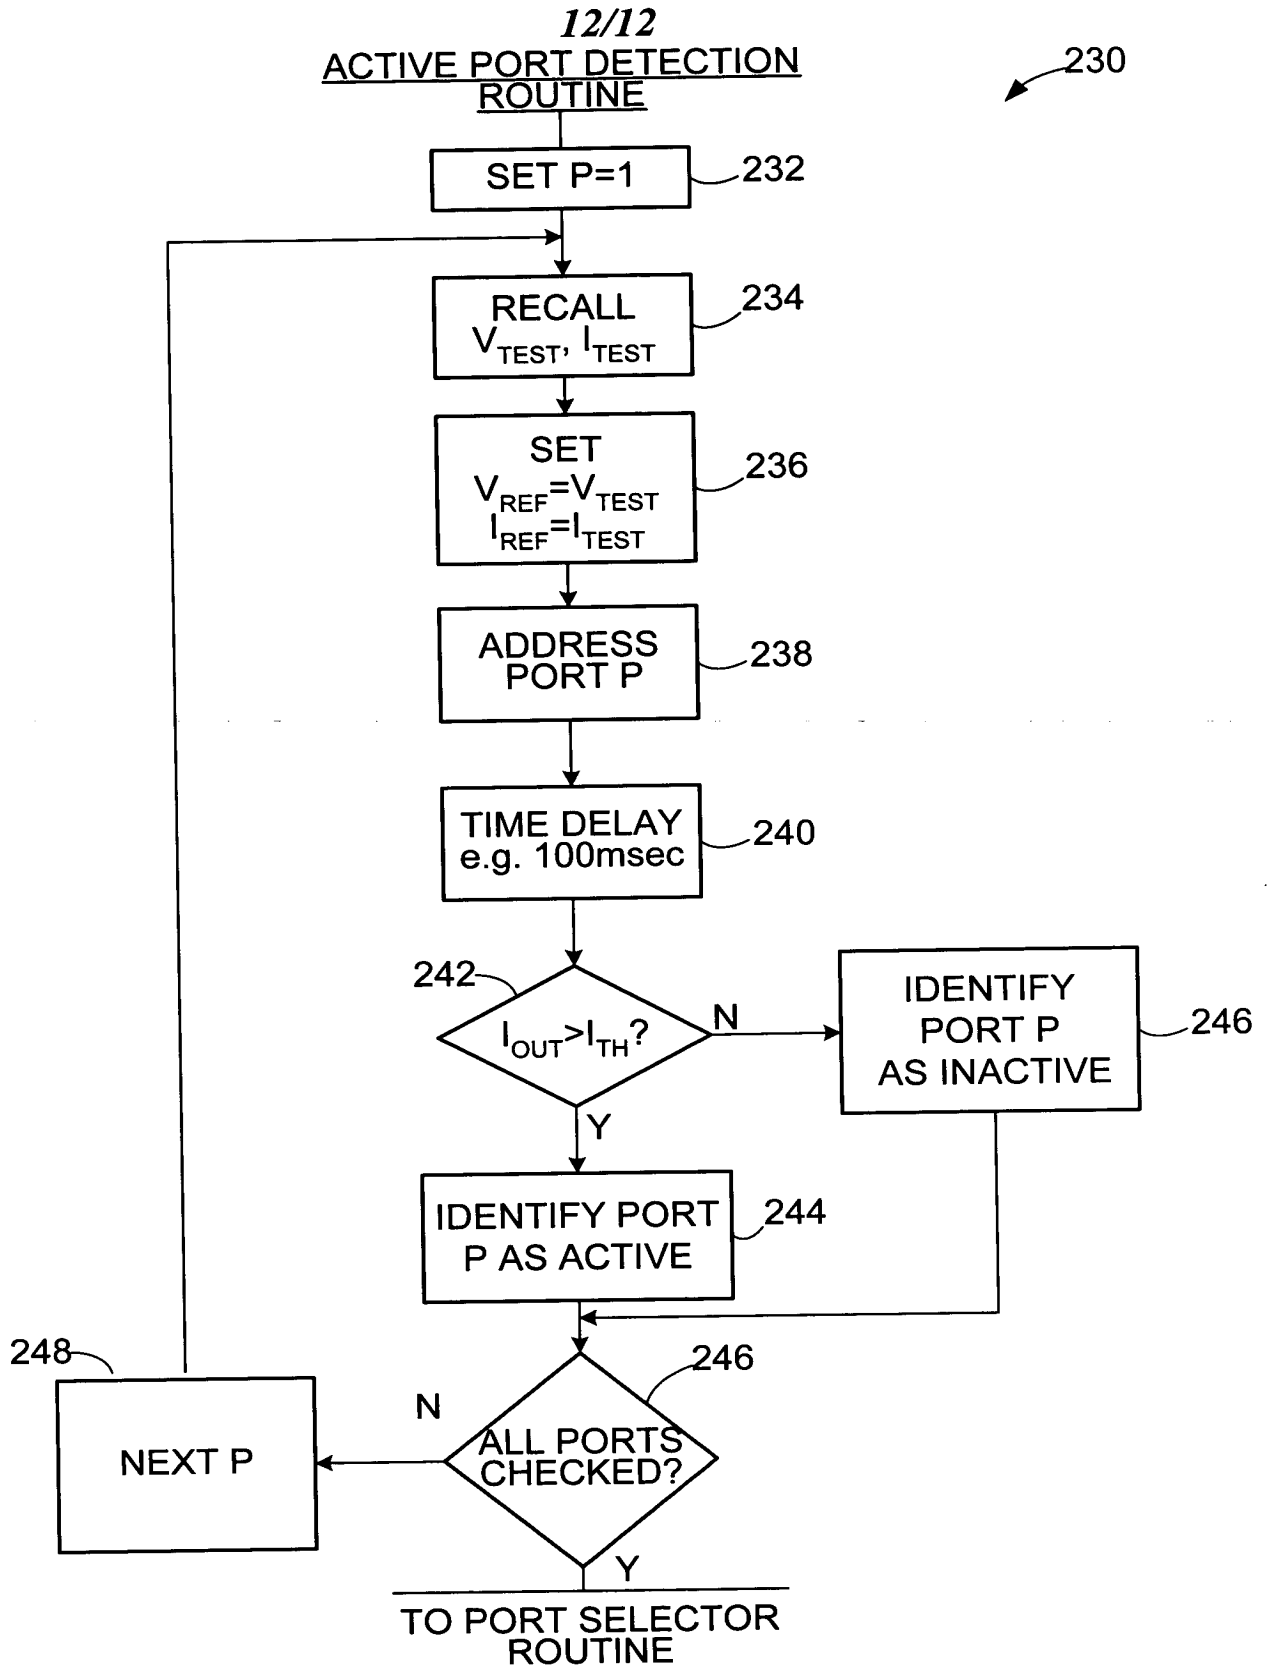 12/12
ACTIVE PORT DETECTION
ROUTINE
230
SET P=1
232
RECALL
V_TEST, I_TEST
234
SET
V_REF=V_TEST
I_REF=I_TEST
236
ADDRESS
PORT P
238
TIME DELAY
e.g. 100msec
240
242
I_OUT>I_TH?
N
Y
IDENTIFY
PORT P
AS INACTIVE
246
IDENTIFY PORT
P AS ACTIVE
244
246
ALL PORTS
CHECKED?
N
Y
248
NEXT P
TO PORT SELECTOR
ROUTINE